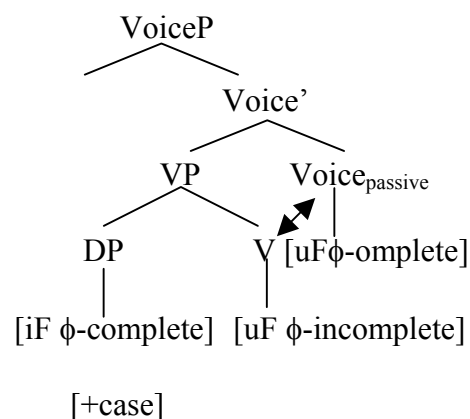 VoiceP
Voice’
VP Voicepassive
DP V [uFϕ-omplete]
[iF ϕ-complete] [uF ϕ-incomplete]
[+case]